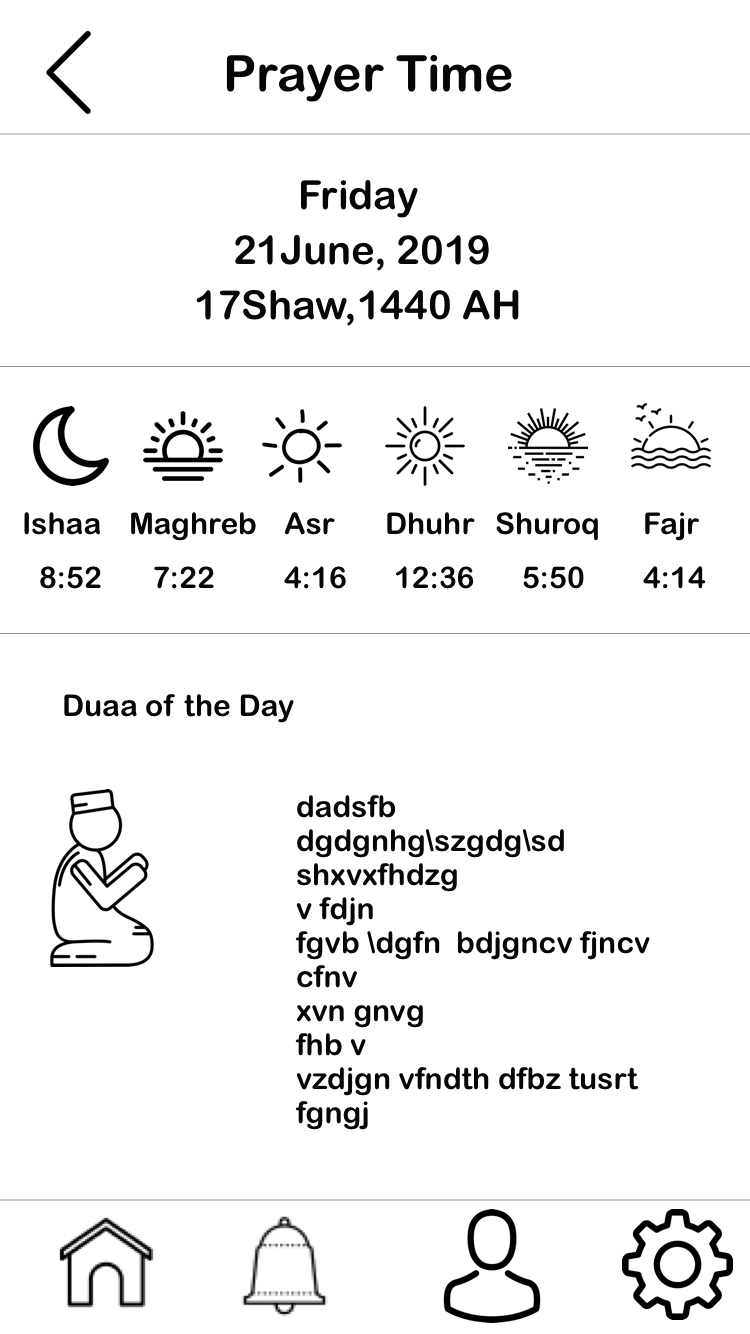 Prayer Time
Friday
21June, 2019
17Shaw,1440 AH
Ishaa Maghreb Asr Dhuhr Shuroq Fajr
8:52 7:22 4:16 12:36 5:50 4:14
Duaa of the Day
dadsfb
dgdgnhg\szgdg\sd
shxvxfhdzg
v fdjn
fgvb \dgfn  bdjgncv fjncv
cfnv
xvn gnvg
fhb v
vzdjgn vfndth dfbz tusrt
fgngj